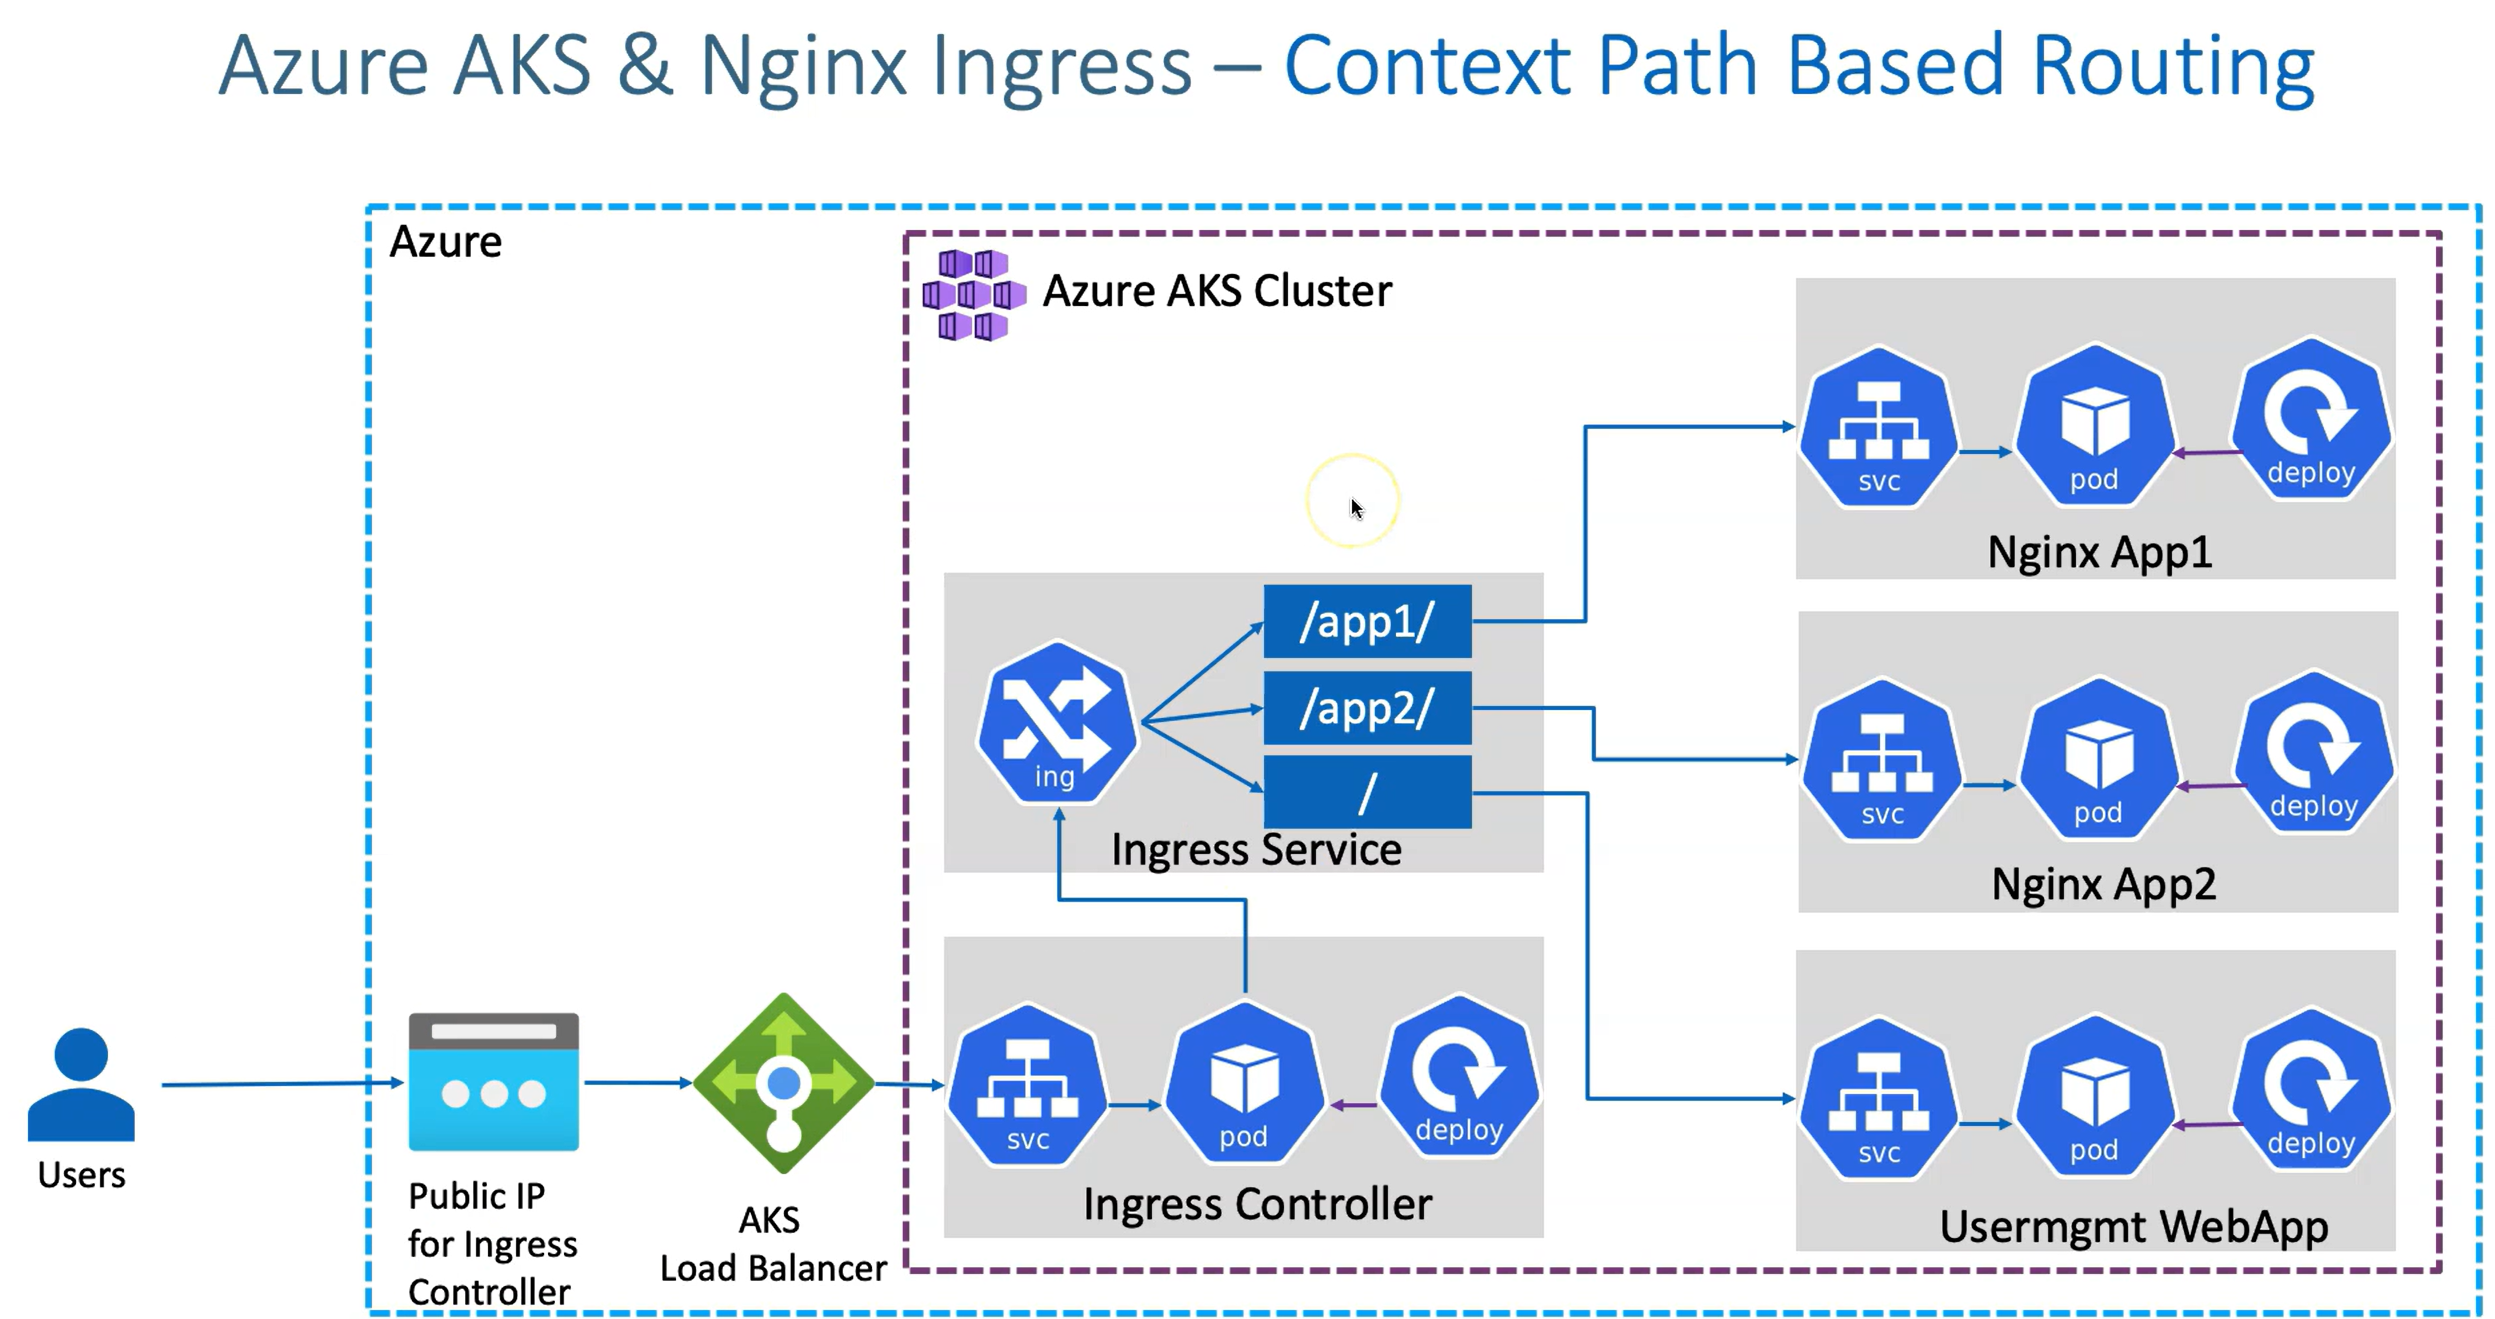 Azure AKS & Nginx Ingress – Context Path Based Routing
Azure
Azure AKS Cluster
svc
pod
deploy
Nginx App1
/app1/
/app2/
/
ing
Ingress Service
svc
pod
deploy
Nginx App2
svc
pod
deploy
Ingress Controller
svc
pod
deploy
Usermgmt WebApp
Users
Public IP
for Ingress
Controller
AKS
Load Balancer